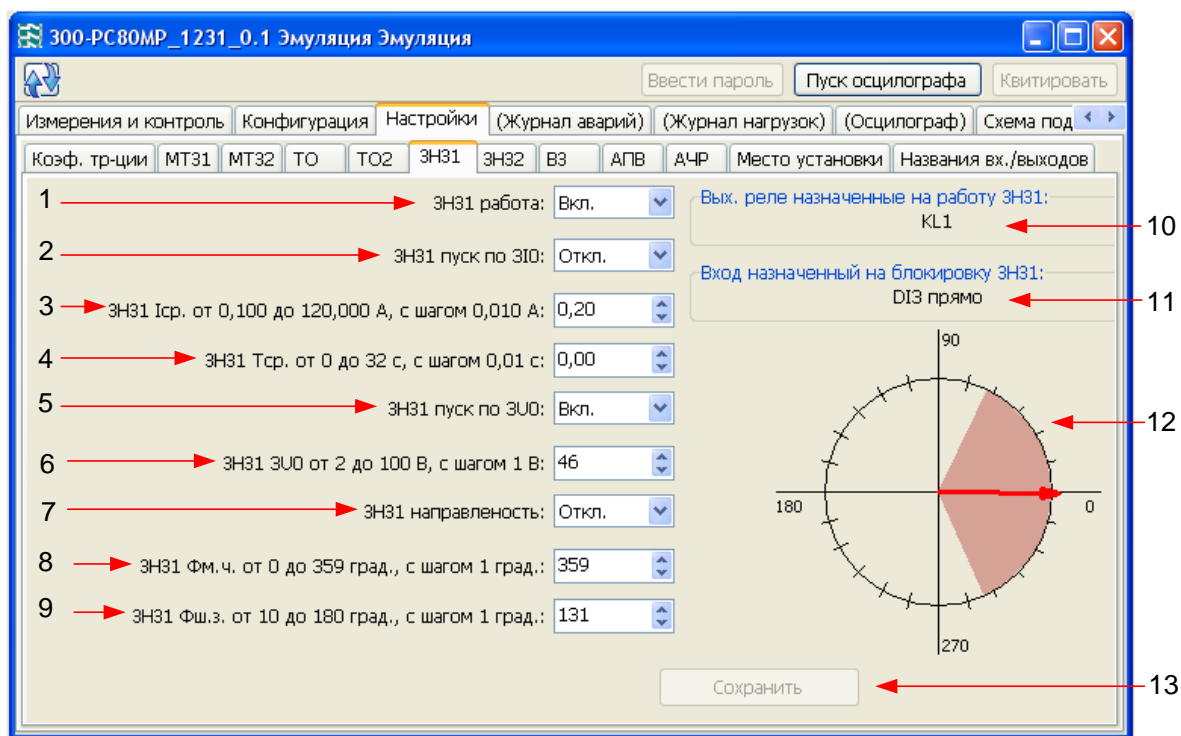 300-РС80МР_1231_0.1 Эмуляция Эмуляция
Ввести пароль Пуск осцилографа Квитировать
Измерения и контроль Конфигурация Настройки (Журнал аварий) (Журнал нагрузок) (Осцилограф) Схема под
Коэф. тр-ции МТЗ1 МТЗ2 ТО ТО2 ЗНЗ1 ЗНЗ2 ВЗ АПВ АЧР Место установки Названия вх./выходов
1 ЗНЗ1 работа: Вкл.
Вых. реле назначенные на работу ЗНЗ1:
KL1 10
2 ЗНЗ1 пуск по 3I0: Откл.
Вход назначенный на блокировку ЗНЗ1:
DI3 прямо 11
3 ЗНЗ1 Iср. от 0,100 до 120,000 А, с шагом 0,010 А: 0,20
4 ЗНЗ1 Тср. от 0 до 32 с, с шагом 0,01 с: 0,00
5 ЗНЗ1 пуск по 3U0: Вкл.
6 ЗНЗ1 3U0 от 2 до 100 В, с шагом 1 В: 46
7 ЗНЗ1 направленость: Откл.
8 ЗНЗ1 Фм.ч. от 0 до 359 град., с шагом 1 град.: 359
9 ЗНЗ1 Фш.з. от 10 до 180 град., с шагом 1 град.: 131
90
12
180 0
270
Сохранить 13